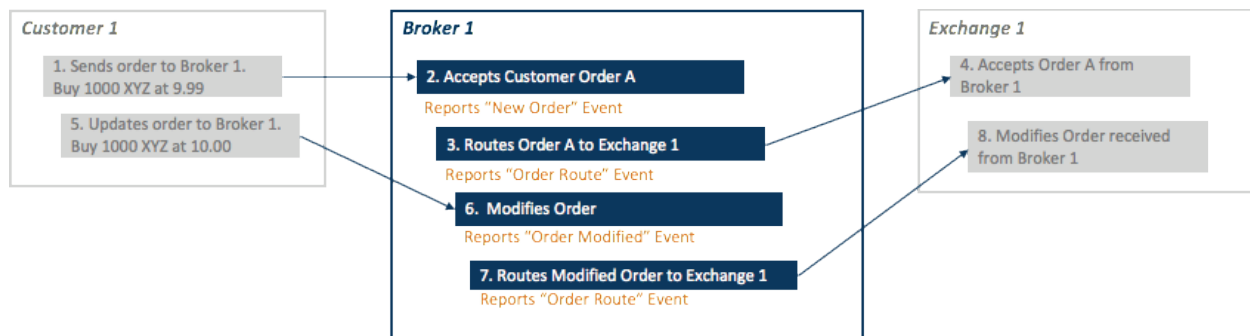 Customer 1
1. Sends order to Broker 1.
Buy 1000 XYZ at 9.99
5. Updates order to Broker 1.
Buy 1000 XYZ at 10.00
Broker 1
2. Accepts Customer Order A
Reports "New Order" Event
3. Routes Order A to Exchange 1
Reports "Order Route" Event
6. Modifies Order
Reports "Order Modified" Event
7. Routes Modified Order to Exchange 1
Reports "Order Route" Event
Exchange 1
4. Accepts Order A from
Broker 1
8. Modifies Order received
from Broker 1